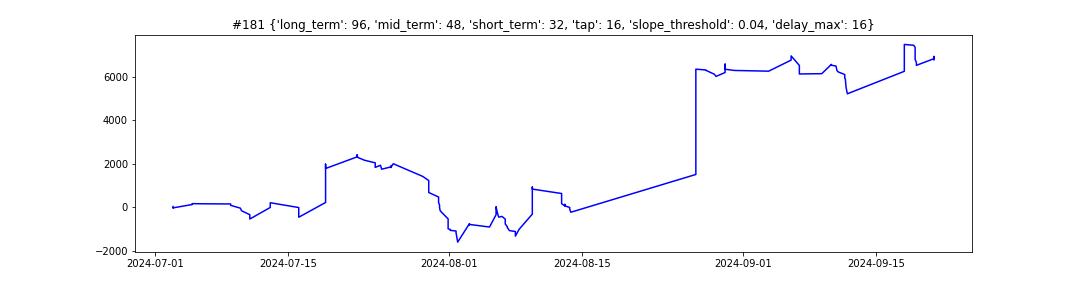 #181 {'long_term': 96, 'mid_term': 48, 'short_term': 32, 'tap': 16, 'slope_threshold': 0.04, 'delay_max': 16}
6000
4000
2000
0
−2000
2024-07-01 2024-07-15 2024-08-01 2024-08-15 2024-09-01 2024-09-15